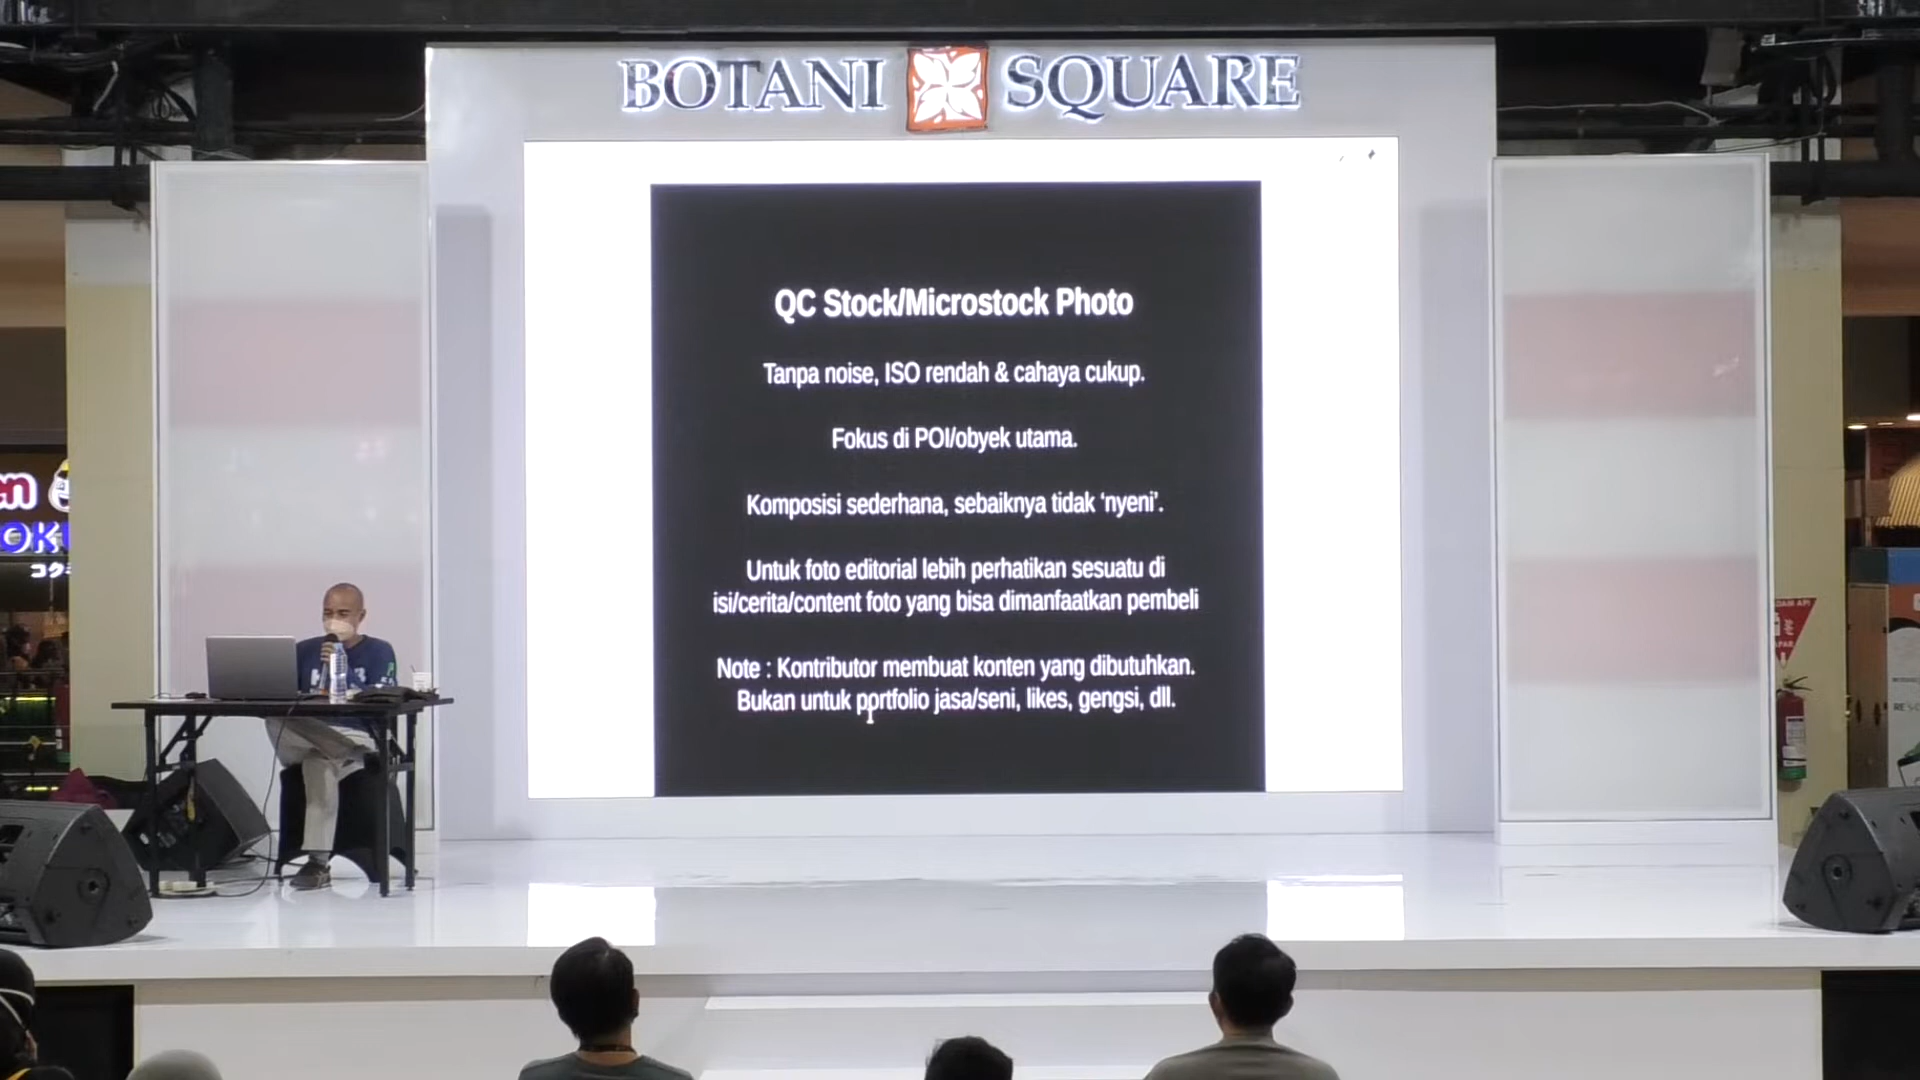 BOTANI SQUARE
QC Stock/Microstock Photo
Tanpa noise, ISO rendah & cahaya cukup.
Fokus di POI/obyek utama.
Komposisi sederhana, sebaiknya tidak ‘nyeni’.
Untuk foto editorial lebih perhatikan sesuatu di
isi/cerita/content foto yang bisa dimanfaatkan pembeli
Note : Kontributor membuat konten yang dibutuhkan.
Bukan untuk portfolio jasa/seni, likes, gengsi, dll.